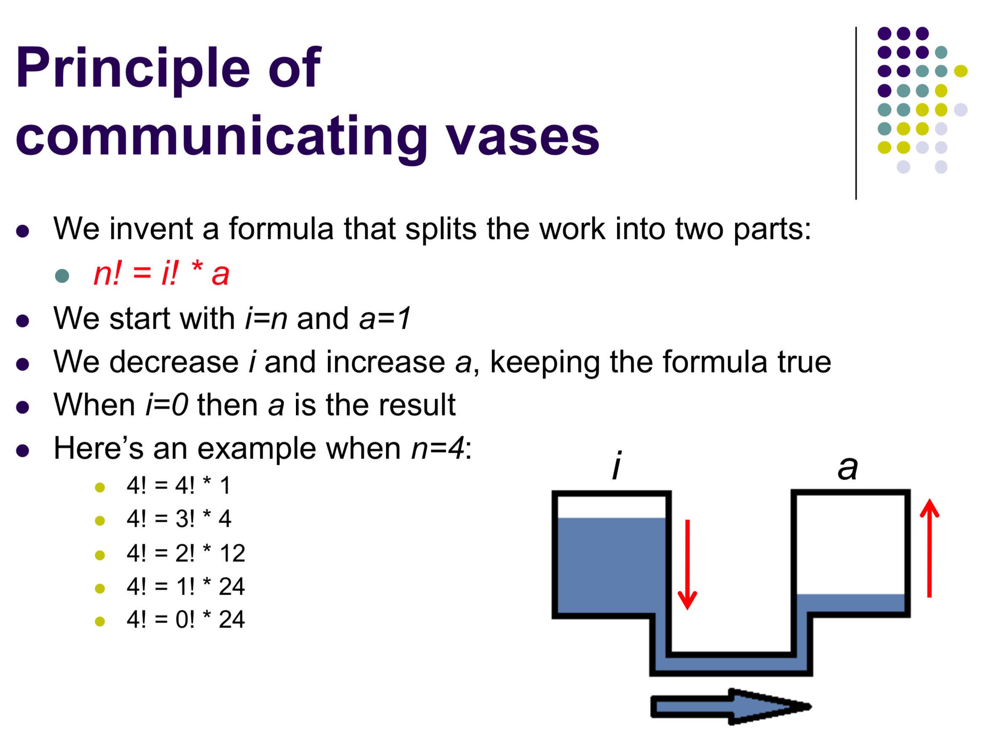 Principle of
communicating vases
We invent a formula that splits the work into two parts:
n! = i! * a
We start with i=n and a=1
We decrease i and increase a, keeping the formula true
When i=0 then a is the result
Here’s an example when n=4:
4! = 4! * 1
4! = 3! * 4
4! = 2! * 12
4! = 1! * 24
4! = 0! * 24
i
a